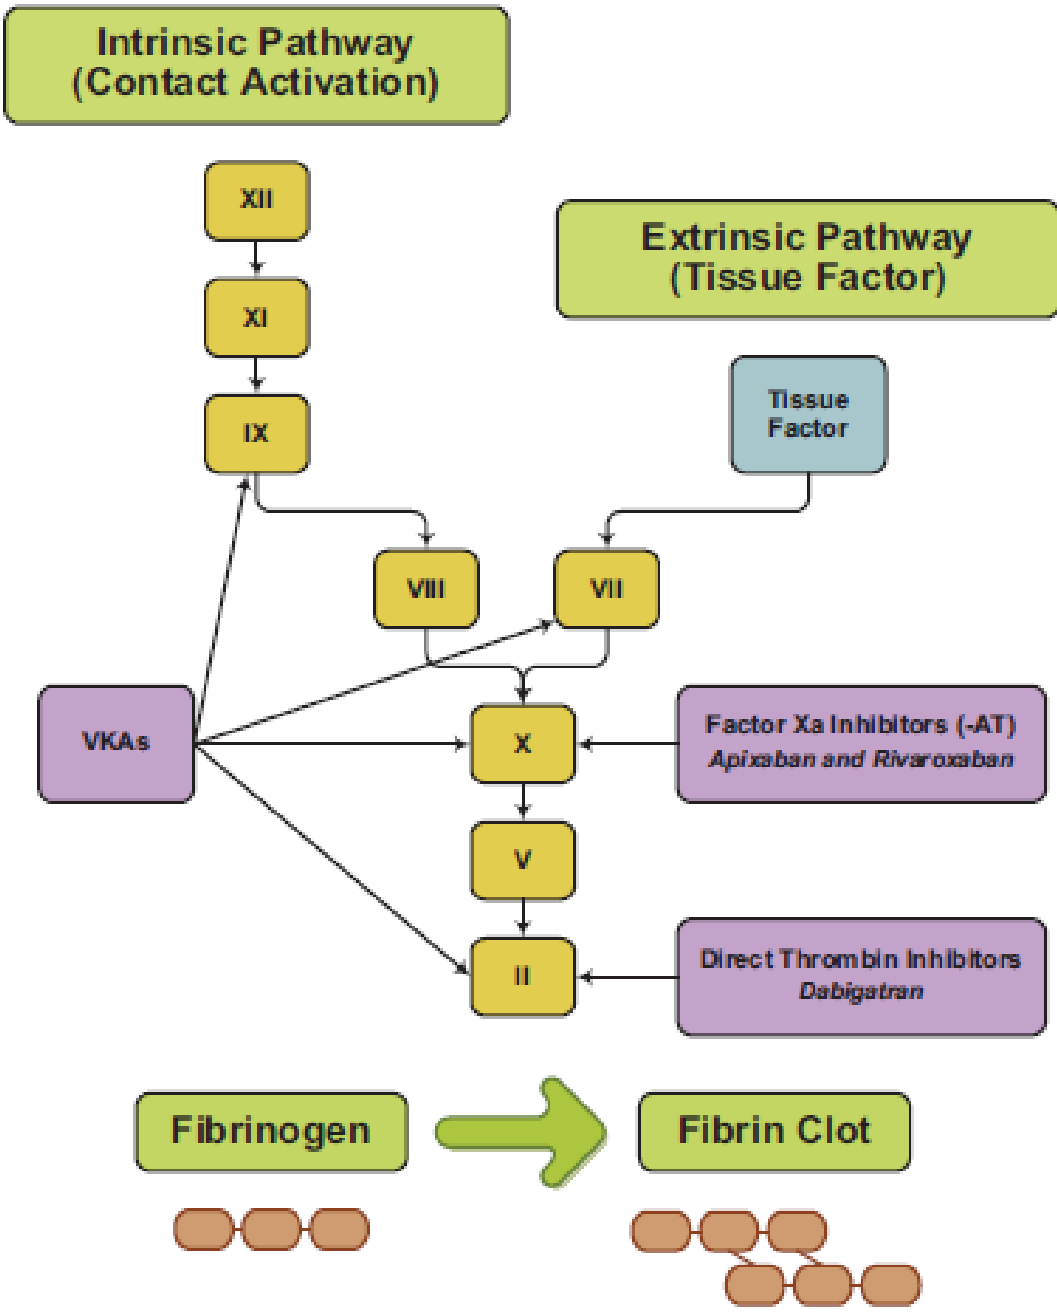 Intrinsic Pathway
(Contact Activation)
XII
Extrinsic Pathway
(Tissue Factor)
XI
Tissue
Factor
IX
VIII
VII
VKAs
X
Factor Xa Inhibitors (-AT)
Apixaban and Rivaroxaban
V
II
Direct Thrombin Inhibitors
Dabigatran
Fibrinogen
Fibrin Clot